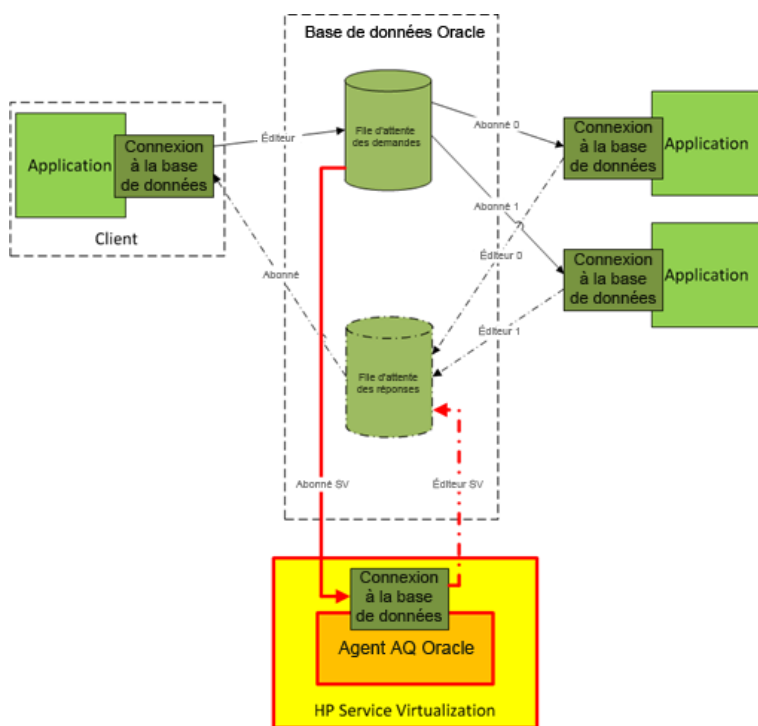 Base de données Oracle
Application
Connexion
à la base
de données
Client
Éditeur
Abonné
File d'attente
des demandes
Abonné 0
Abonné 1
Éditeur 0
Éditeur 1
Connexion
à la base
de données
Application
Connexion
à la base
de données
Application
File d'attente
des réponses
Abonné SV
Éditeur SV
Connexion
à la base
de données
Agent AQ Oracle
HP Service Virtualization